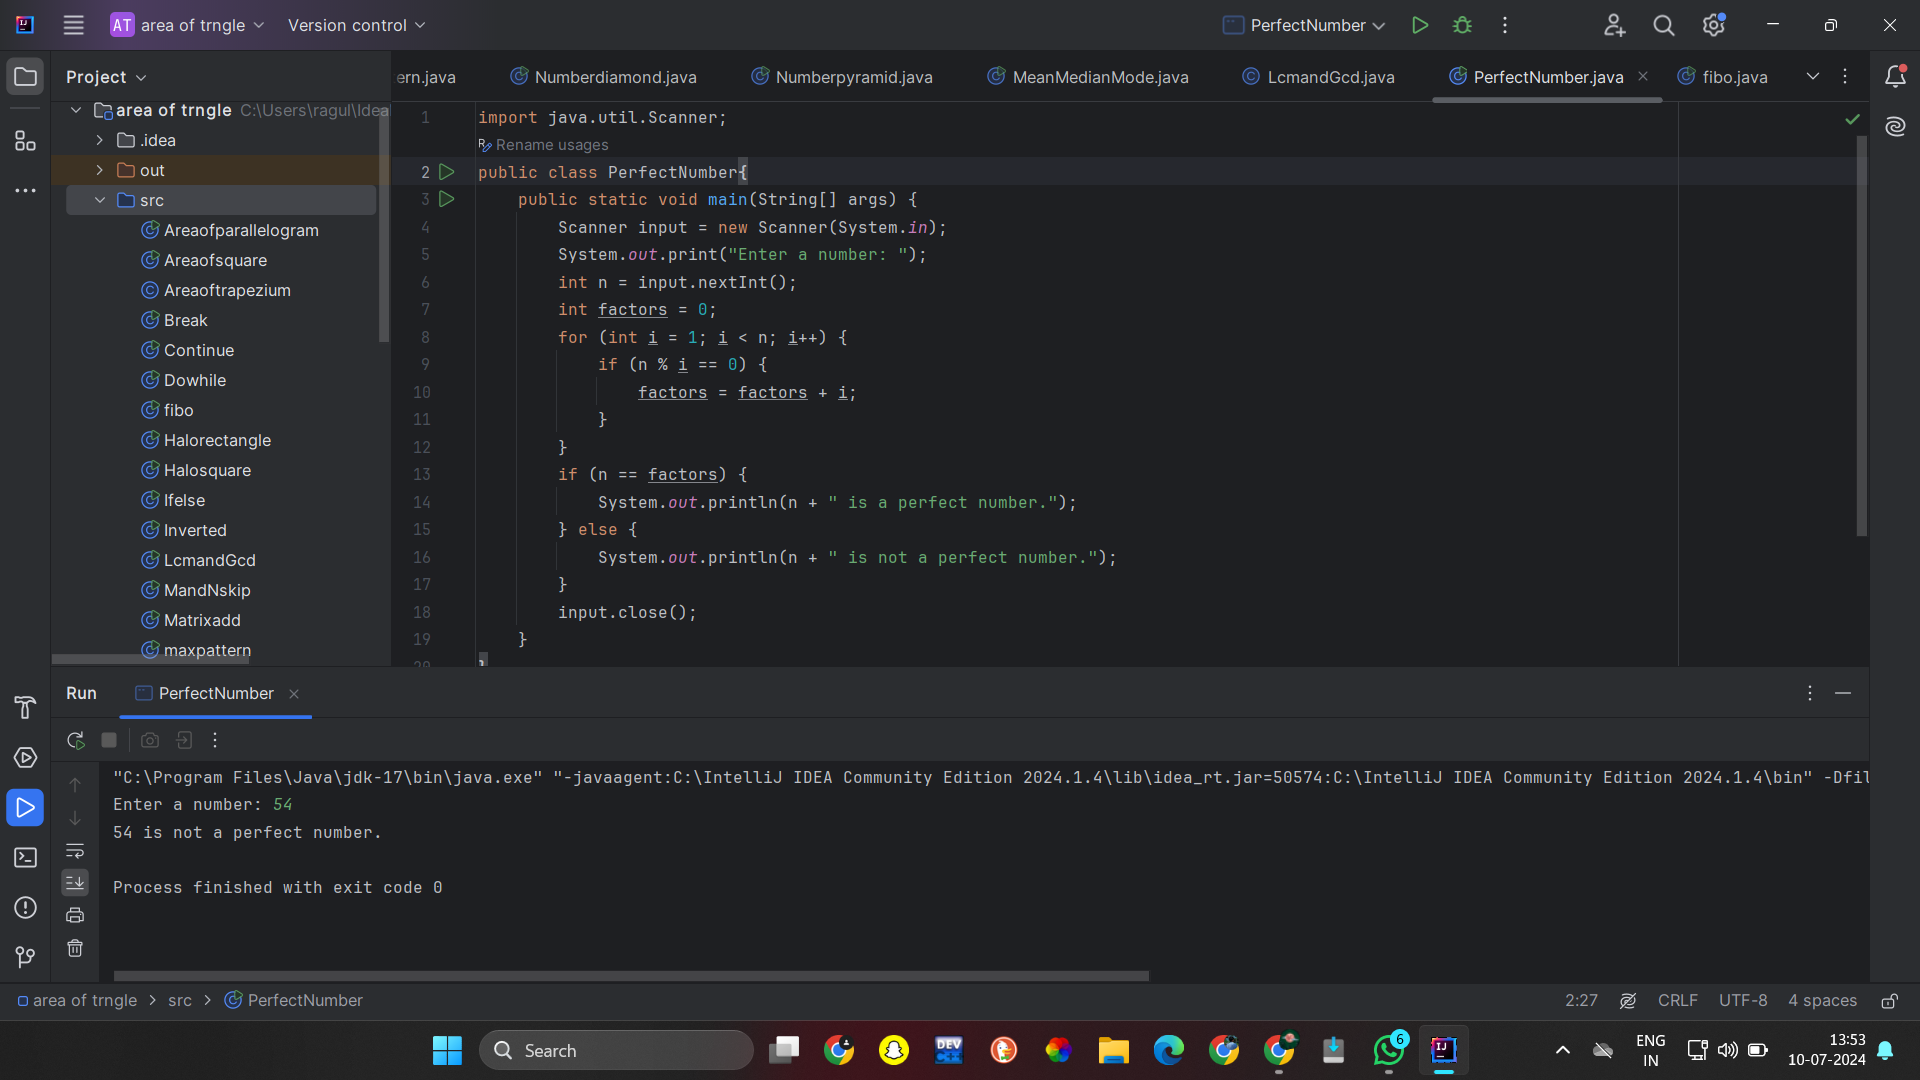 AT area of trngle Version control PerfectNumber
Project
ern.java Numberdiamond.java Numberpyramid.java MeanMedianMode.java LcmandGcd.java PerfectNumber.java fibo.java
area of trngle C:\Users\ragul\Idea
.idea
out
src
Areaofparallelogram
Areaofsquare
Areaoftrapezium
Break
Continue
Dowhile
fibo
Halorectangle
Halosquare
Ifelse
Inverted
LcmandGcd
MandNskip
Matrixadd
maxpattern
1 import java.util.Scanner;
Rename usages
2 public class PerfectNumber{
3 public static void main(String[] args) {
4 Scanner input = new Scanner(System.in);
5 System.out.print("Enter a number: ");
6 int n = input.nextInt();
7 int factors = 0;
8 for (int i = 1; i < n; i++) {
9 if (n % i == 0) {
10 factors = factors + i;
11 }
12 }
13 if (n == factors) {
14 System.out.println(n + " is a perfect number.");
15 } else {
16 System.out.println(n + " is not a perfect number.");
17 }
18 input.close();
19 }
20 }
Run PerfectNumber
"C:\Program Files\Java\jdk-17\bin\java.exe" "-javaagent:C:\IntelliJ IDEA Community Edition 2024.1.4\lib\idea_rt.jar=50574:C:\IntelliJ IDEA Community Edition 2024.1.4\bin" -Dfil
Enter a number: 54
54 is not a perfect number.
Process finished with exit code 0
area of trngle > src > PerfectNumber
2:27 CRLF UTF-8 4 spaces
Search
DEV C++
6
IJ
ENG
IN
13:53
10-07-2024